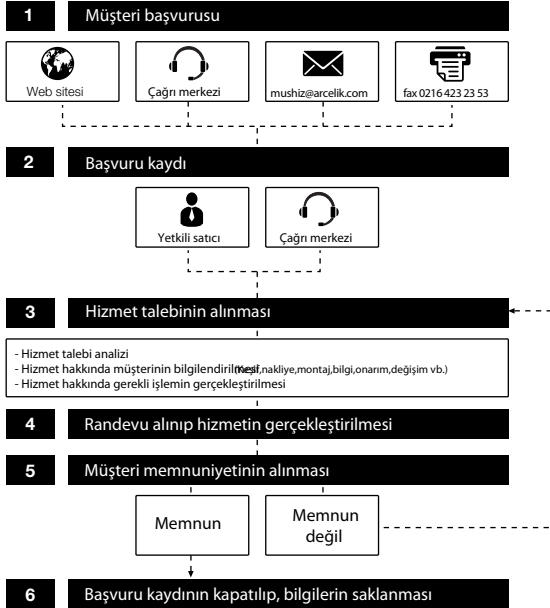 1 Müşteri başvurusu
Web sitesi
Çağrı merkezi
mushiz@arcelik.com
fax 0216 423 23 53
2 Başvuru kaydı
Yetkili satıcı
Çağrı merkezi
3 Hizmet talebinin alınması
- Hizmet talebi analizi
- Hizmet hakkında müşterinin bilgilendirilmesi(Keşif,nakliye,montaj,bilgi,onarım,değişim vb.)
- Hizmet hakkında gerekli işlemin gerçekleştirilmesi
4 Randevu alınıp hizmetin gerçekleştirilmesi
5 Müşteri memnuniyetinin alınması
Memnun
Memnun
değil
6 Başvuru kaydının kapatılıp, bilgilerin saklanması